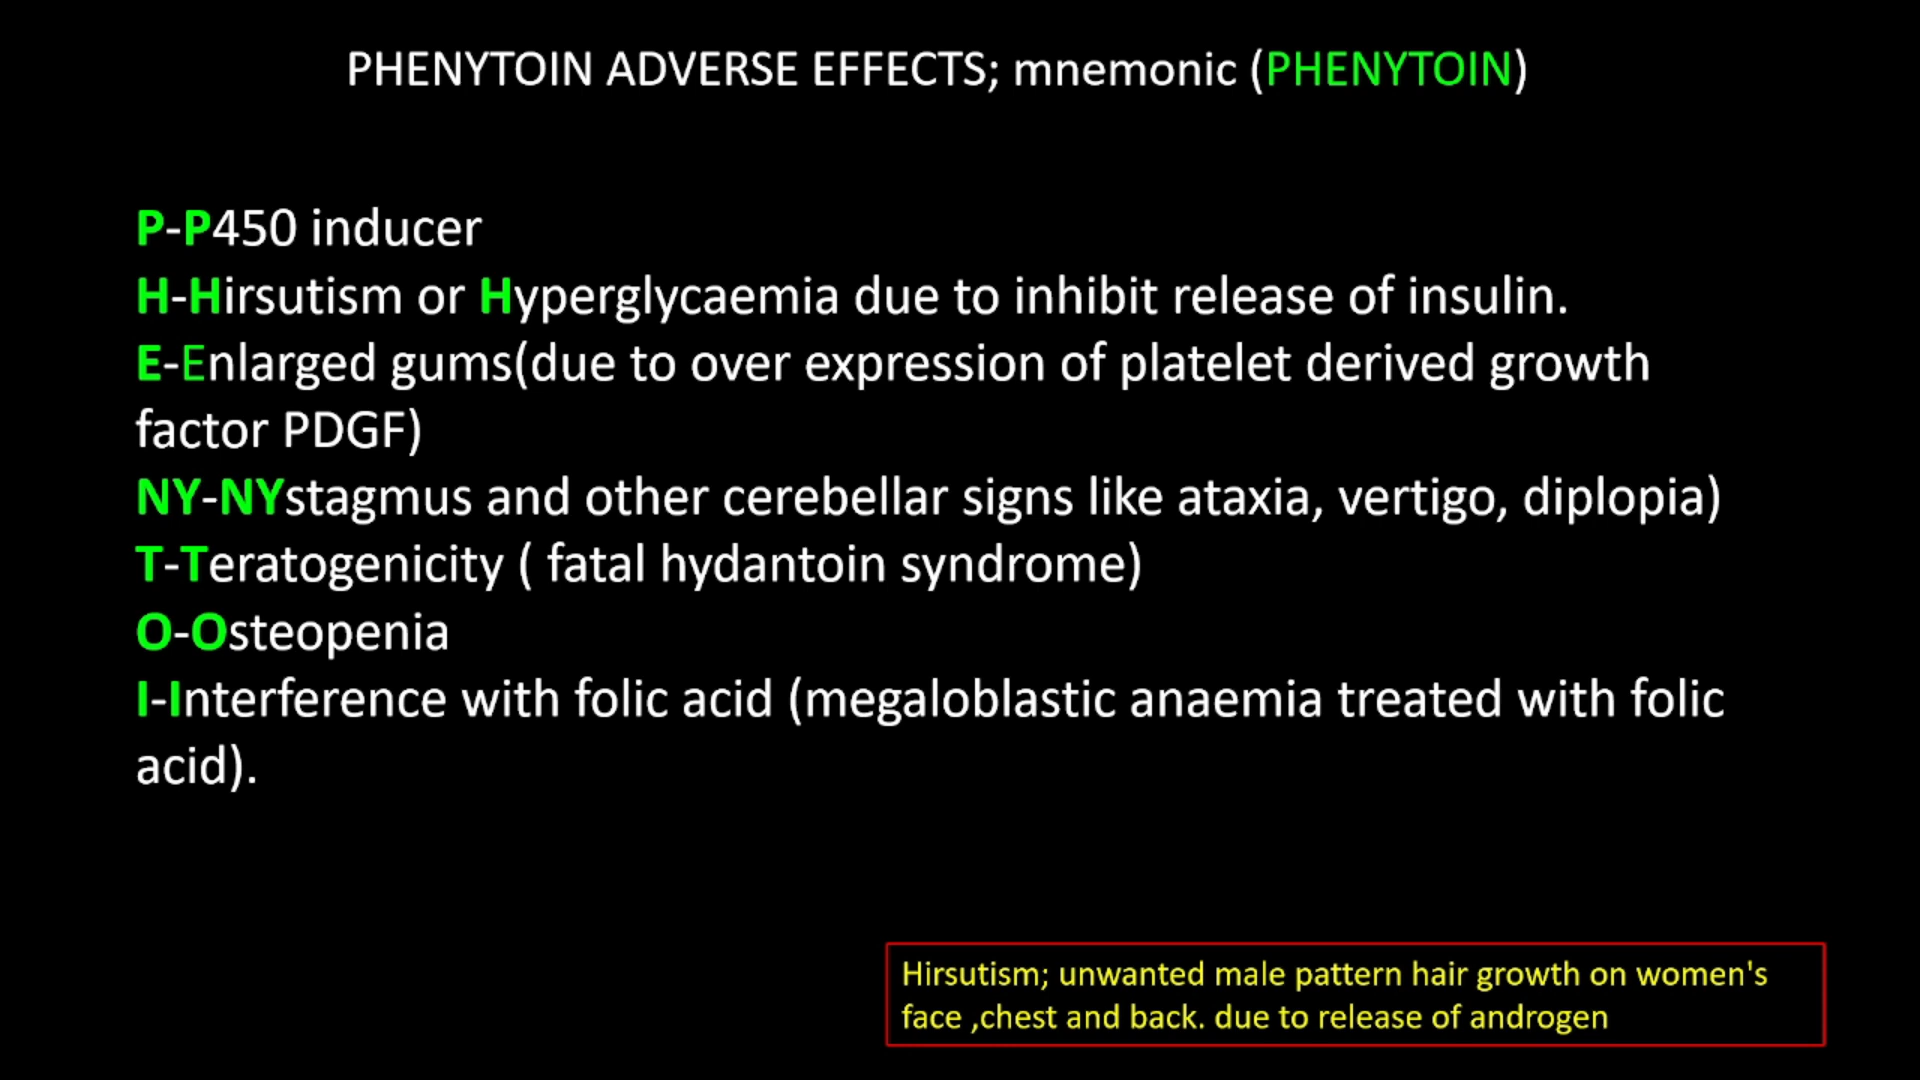 PHENYTOIN ADVERSE EFFECTS; mnemonic (PHENYTOIN)
P-P450 inducer
H-Hirsutism or Hyperglycaemia due to inhibit release of insulin.
E-Enlarged gums(due to over expression of platelet derived growth
factor PDGF)
NY-NYstagmus and other cerebellar signs like ataxia, vertigo, diplopia)
T-Teratogenicity ( fatal hydantoin syndrome)
O-Osteopenia
I-Interference with folic acid (megaloblastic anaemia treated with folic
acid).
Hirsutism; unwanted male pattern hair growth on women's
face ,chest and back. due to release of androgen